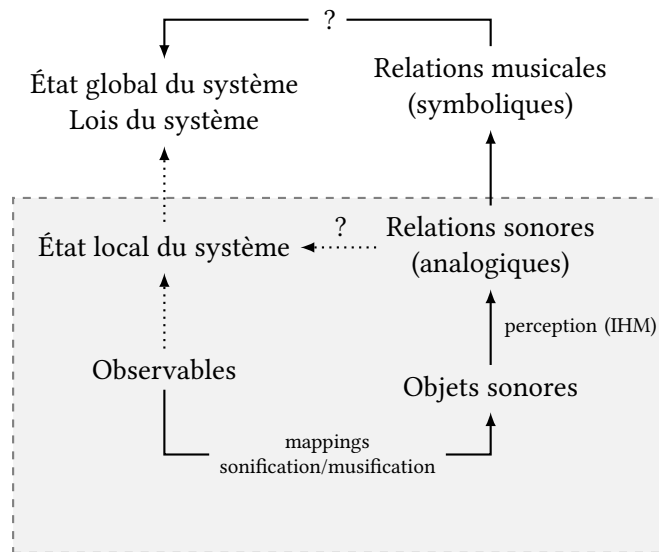 ?
État global du système
Lois du système
Relations musicales
(symboliques)
État local du système
?
Relations sonores
(analogiques)
perception (IHM)
Observables
Objets sonores
mappings
sonification/musification